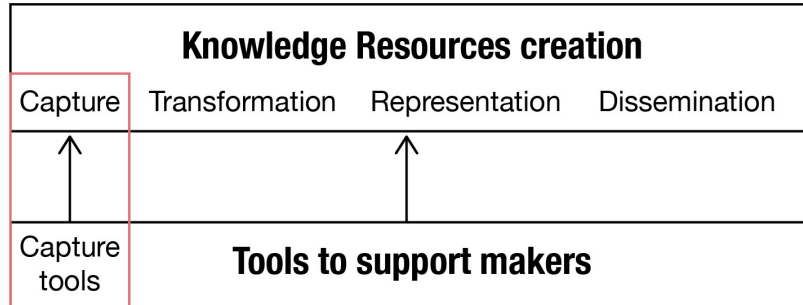 Knowledge Resources creation
Capture Transformation Representation Dissemination
Capture
tools
Tools to support makers